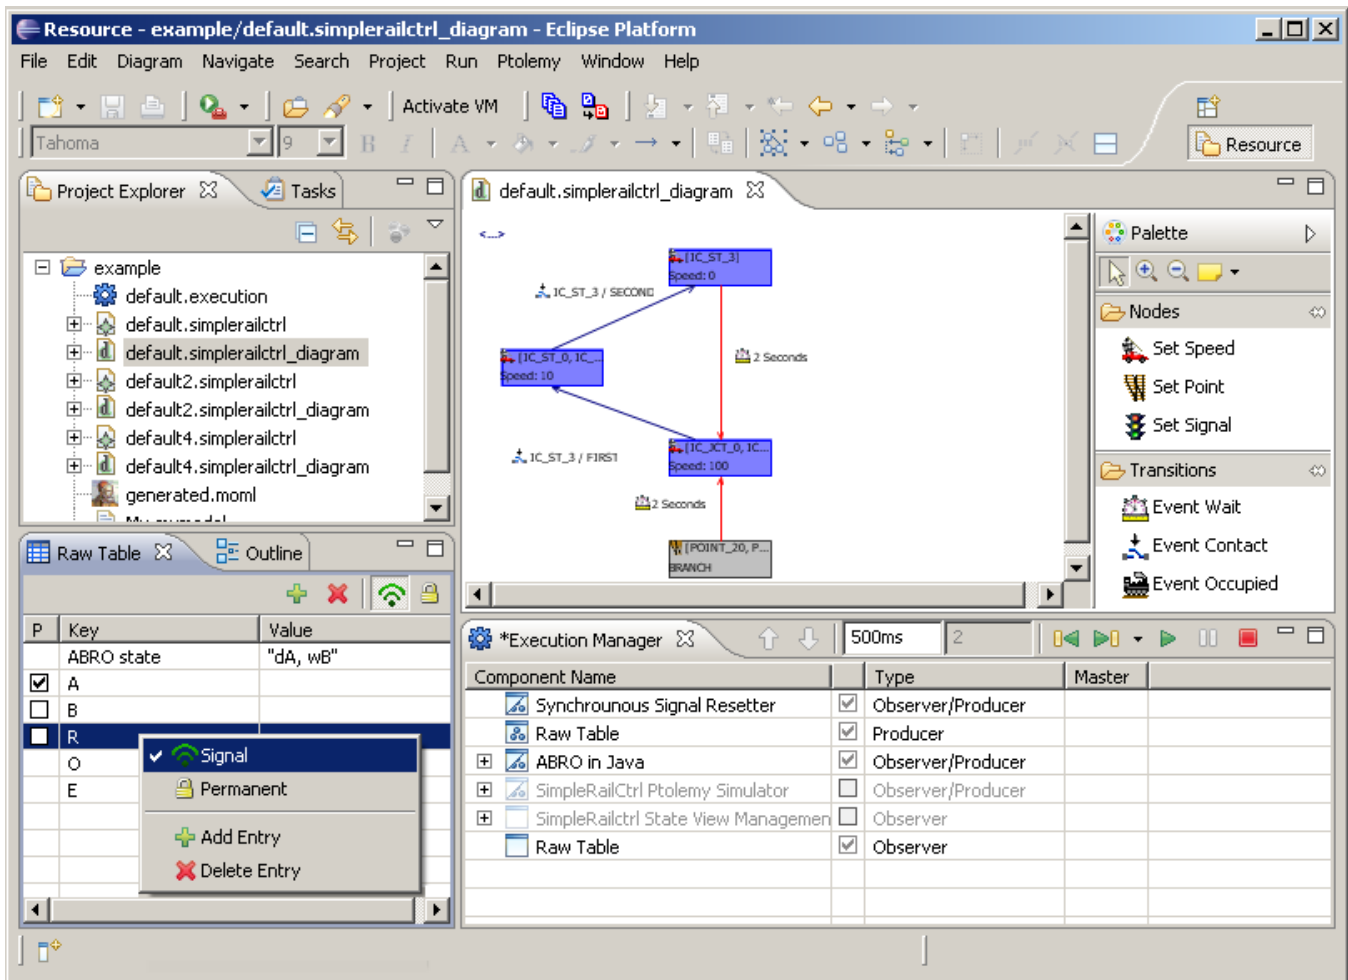 Resource - example/default.simplerailctrl_diagram - Eclipse Platform
File Edit Diagram Navigate Search Project Run Ptolemy Window Help
Activate VM
Tahoma 9 B I A Resource
Project Explorer Tasks
example
default.execution
default.simplerailctrl
default.simplerailctrl_diagram
default2.simplerailctrl
default2.simplerailctrl_diagram
default4.simplerailctrl
default4.simplerailctrl_diagram
generated.moml
default.simplerailctrl_diagram
<...>
[IC_ST_3]
Speed: 0
IC_ST_3 / SECOND
[IC_ST_0, IC_...
Speed: 10
2 Seconds
IC_ST_3 / FIRST
[IC_JCT_0, IC...
Speed: 100
2 Seconds
[POINT_20, P...
BRANCH
Palette
Nodes
Set Speed
Set Point
Set Signal
Transitions
Event Wait
Event Contact
Event Occupied
Raw Table Outline
P Key Value
ABRO state "dA, wB"
A
B
R
O
E
Signal
Permanent
Add Entry
Delete Entry
*Execution Manager 500ms 2
Component Name Type Master
Synchrounous Signal Resetter Observer/Producer
Raw Table Producer
ABRO in Java Observer/Producer
SimpleRailCtrl Ptolemy Simulator Observer/Producer
SimpleRailctrl State View Managemen Observer
Raw Table Observer